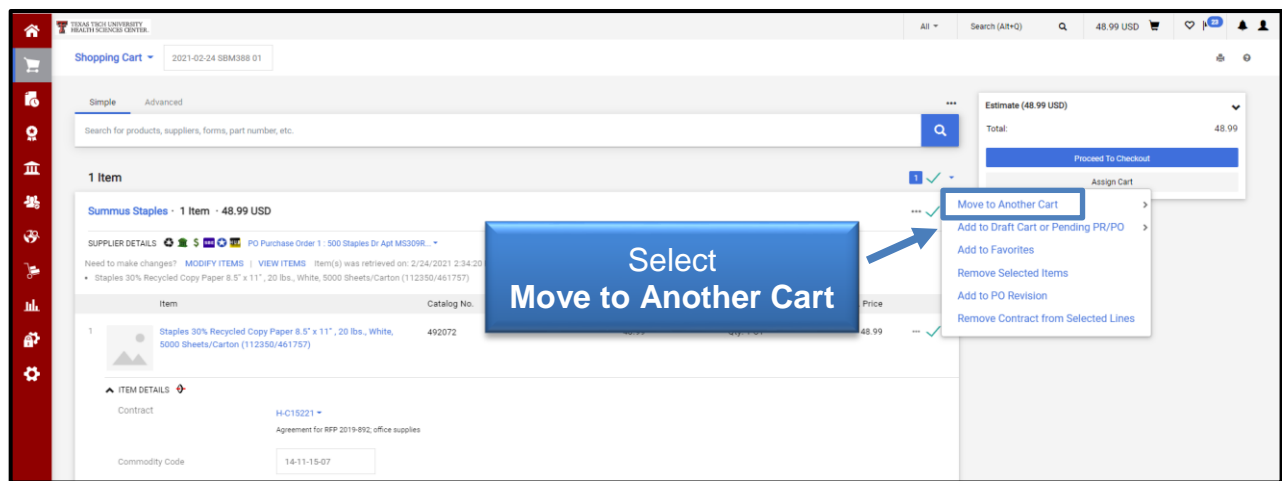 TEXAS TECH UNIVERSITY
HEALTH SCIENCES CENTER.
All
Search (Alt+Q)
48.99 USD
23
Shopping Cart
2021-02-24 SBM388 01
Simple
Advanced
Search for products, suppliers, forms, part number, etc.
Estimate (48.99 USD)
Total:
48.99
Proceed To Checkout
Assign Cart
1 Item
1
Summus Staples · 1 Item · 48.99 USD
Move to Another Cart
Add to Draft Cart or Pending PR/PO
Add to Favorites
Remove Selected Items
Add to PO Revision
Remove Contract from Selected Lines
SUPPLIER DETAILS
PO Purchase Order 1 : 500 Staples Dr Apt MS309R...
Need to make changes? MODIFY ITEMS | VIEW ITEMS Item(s) was retrieved on: 2/24/2021 2:34:20
• Staples 30% Recycled Copy Paper 8.5" x 11" , 20 lbs., White, 5000 Sheets/Carton (112350/461757)
Select
Move to Another Cart
Item
Catalog No.
Price
1
Staples 30% Recycled Copy Paper 8.5" x 11" , 20 lbs., White,
5000 Sheets/Carton (112350/461757)
492072
48.99
ITEM DETAILS
Contract
H-C15221
Agreement for RFP 2019-892; office supplies
Commodity Code
14-11-15-07